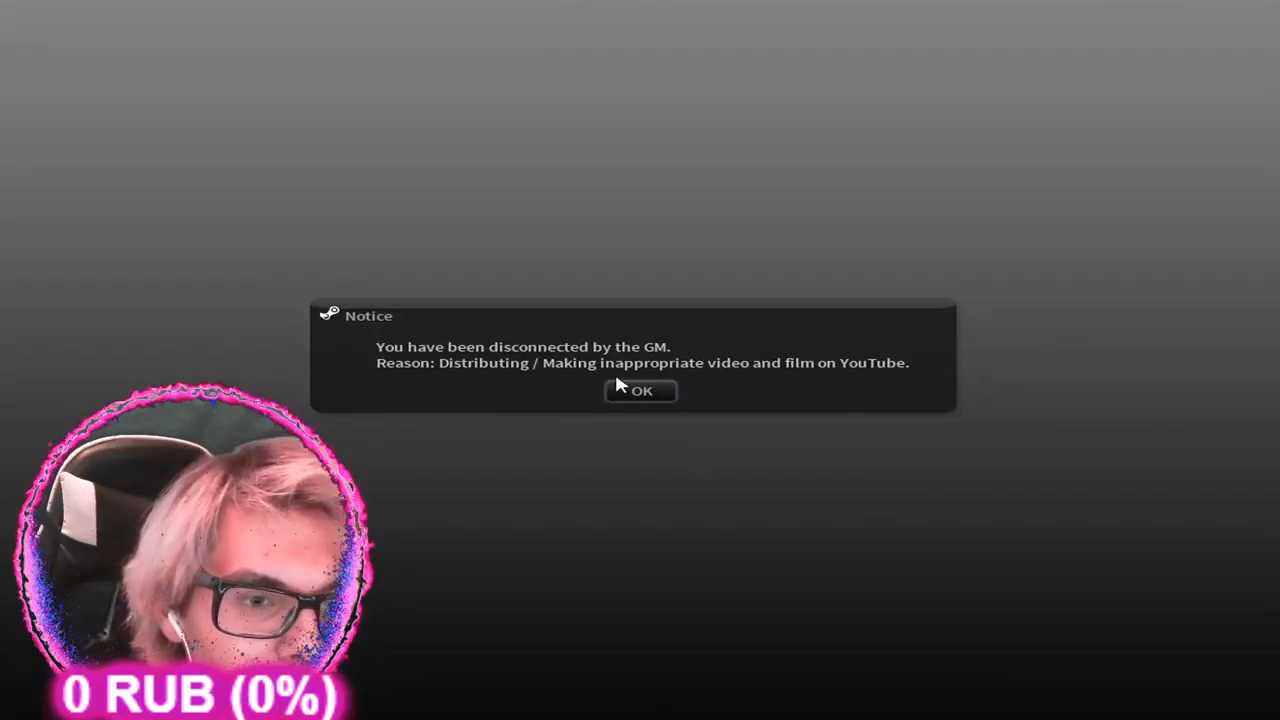 Notice
You have been disconnected by the GM.
Reason: Distributing / Making inappropriate video and film on YouTube.
OK
0 RUB (0%)